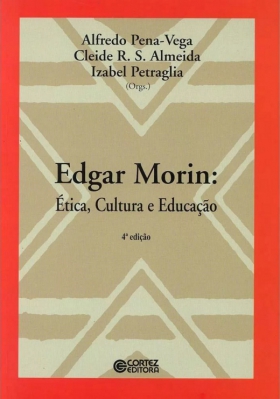 Alfredo Pena-Vega
Cleide R. S. Almeida
Izabel Petraglia
(Orgs.)
Edgar Morin:
Ética, Cultura e Educação
4ª edição
CORTEZ
EDITORA